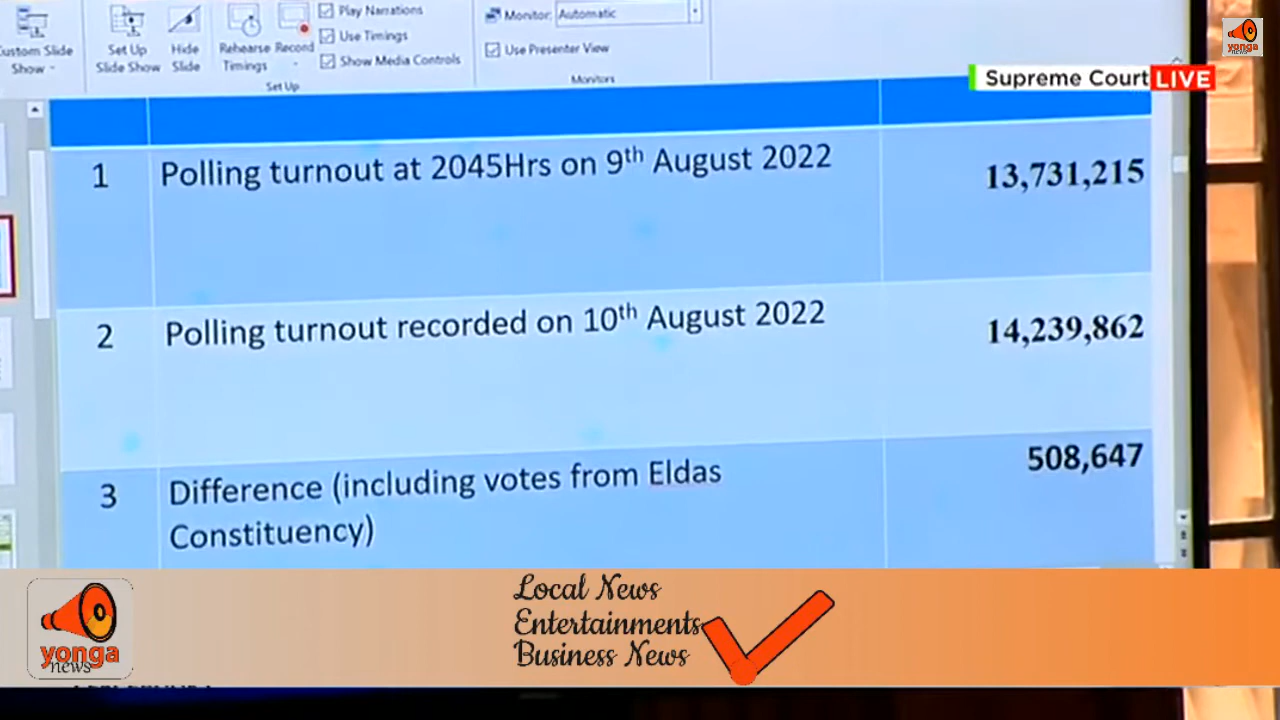 Custom Slide
Show
Set Up
Slide Show
Hide
Slide
Rehearse
Timings
Record
Play Narrations
Use Timings
Show Media Controls
Set Up
Monitor:
Automatic
Use Presenter View
Monitors
yonga
news
Supreme Court LIVE
1 Polling turnout at 2045Hrs on 9th August 2022 13,731,215
2 Polling turnout recorded on 10th August 2022 14,239,862
3 Difference (including votes from Eldas 508,647
Constituency)
yonga
news
Local News
Entertainments
Business News